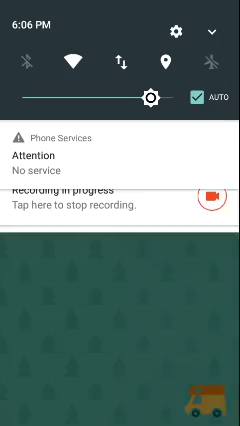 6:06 PM
AUTO
Phone Services
Attention
No service
Recording in progress
Tap here to stop recording.